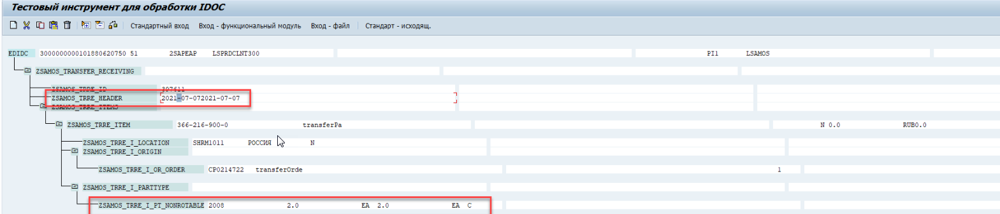 Тестовый инструмент для обработки IDOC
Стандартный вход Вход - функциональный модуль Вход - файл Стандарт - исходящ.
EDIDC 3000000000101880620750 51 2SAPEAP LSPRDCLNT300 PI1 LSAMOS
ZSAMOS_TRANSFER_RECEIVING
ZSAMOS_TRRE_ID 397611
ZSAMOS_TRRE_HEADER 2021-07-072021-07-07
ZSAMOS_TRRE_ITEMS
ZSAMOS_TRRE_ITEM 366-216-900-0 transferPa N 0.0 RUB0.0
ZSAMOS_TRRE_I_LOCATION SHRM1011 РОССИЯ N
ZSAMOS_TRRE_I_ORIGIN
ZSAMOS_TRRE_I_OR_ORDER CP0214722 transferOrde 1
ZSAMOS_TRRE_I_PARTTYPE
ZSAMOS_TRRE_I_PT_NONROTABLE 2008 2.0 EA 2.0 EA C